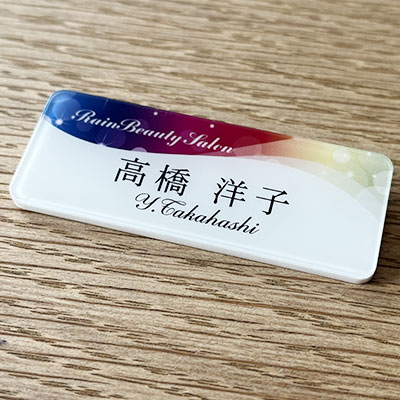 RainBeauty Salon
高橋 洋子
Y.Takahashi